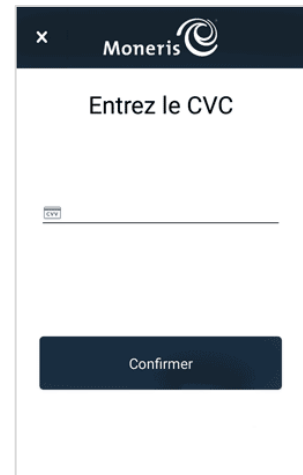 ×
Moneris
Entrez le CVC
CVV
Confirmer